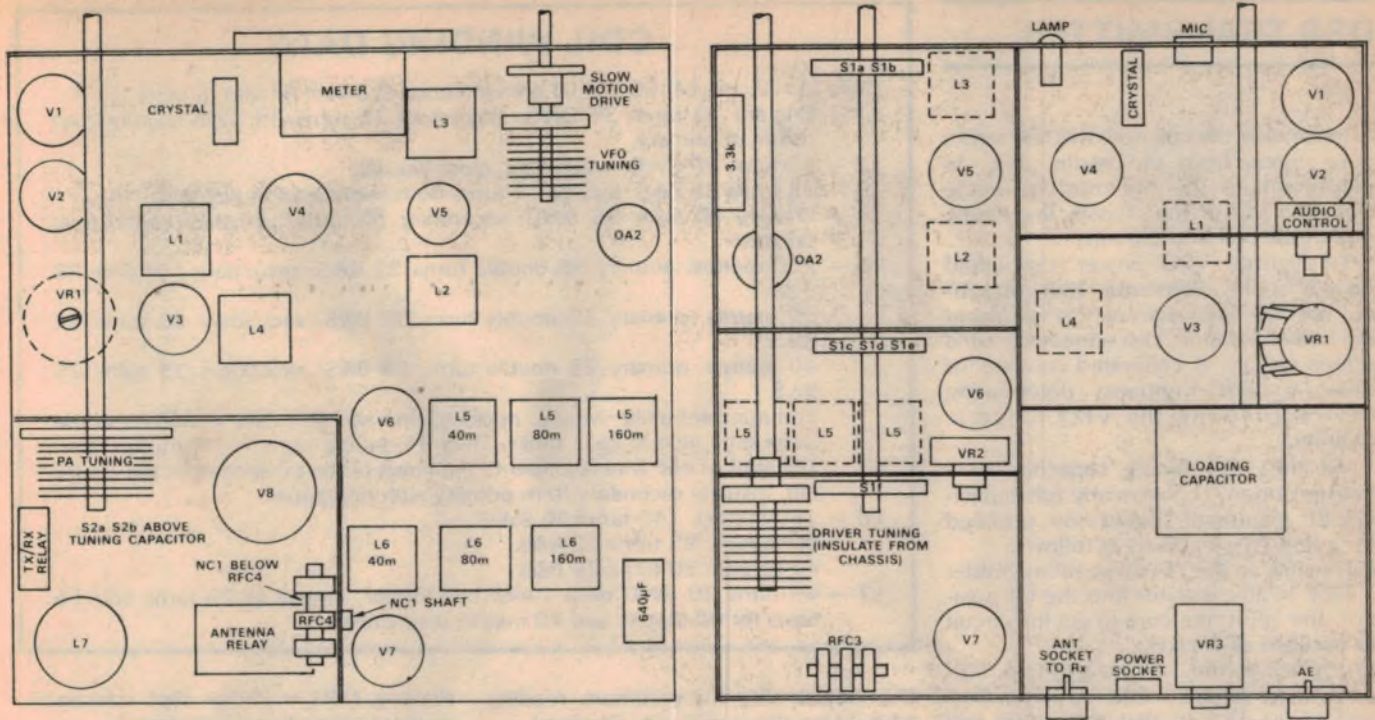 V1
CRYSTAL
METER
L3
SLOW
MOTION
DRIVE
VFO
TUNING
V2
V4
V5
L1
OA2
VR1
V3
L4
L2
V6
L5
40m
L5
80m
L5
160m
PA TUNING
V8
TX/RX
RELAY
S2a S2b ABOVE
TUNING CAPACITOR
NC1 BELOW
RFC4
L6
40m
L6
80m
L6
160m
NC1 SHAFT
RFC4
640μF
L7
ANTENNA
RELAY
V7
LAMP
MIC
S1a S1b
L3
CRYSTAL
V1
3.3k
V5
V4
V2
L1
AUDIO
CONTROL
OA2
L2
L4
V3
VR1
S1c S1d S1e
V6
L5
L5
L5
VR2
LOADING
CAPACITOR
S1f
DRIVER TUNING
(INSULATE FROM
CHASSIS)
RFC3
V7
ANT
SOCKET
TO Rx
POWER
SOCKET
VR3
AE